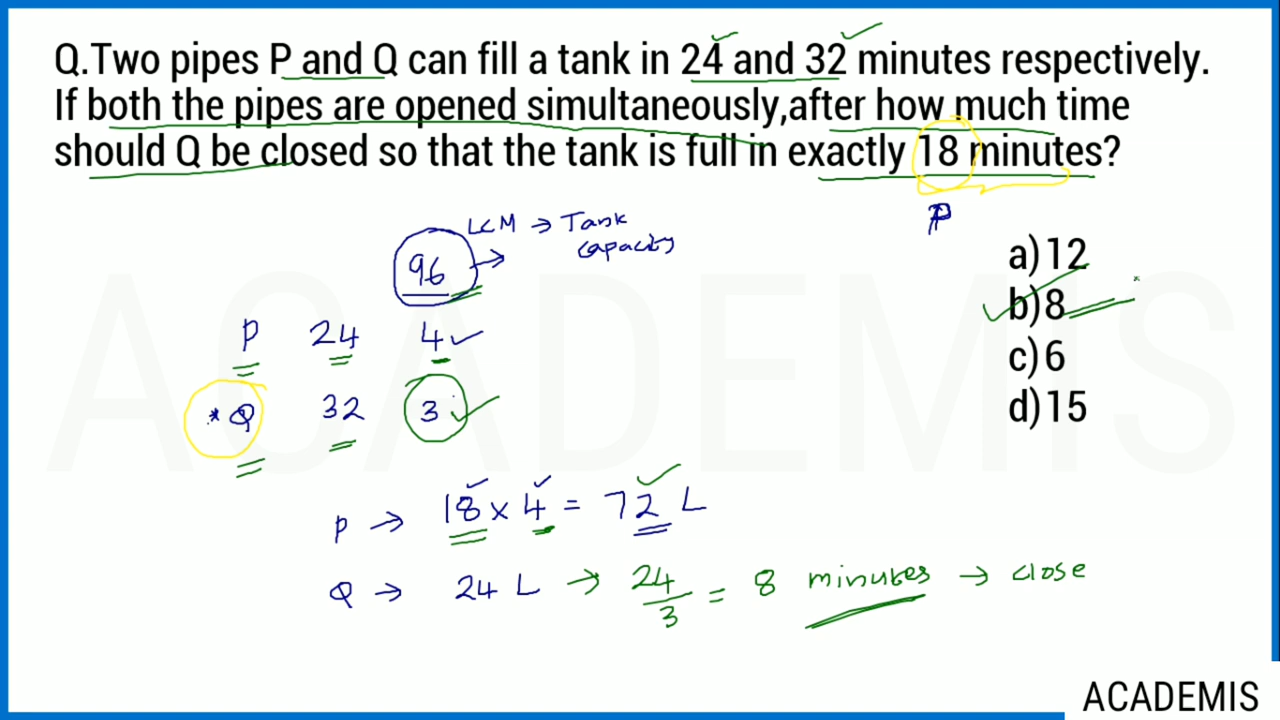 Q.Two pipes P and Q can fill a tank in 24 and 32 minutes respectively.
If both the pipes are opened simultaneously,after how much time
should Q be closed so that the tank is full in exactly 18 minutes?
P
LCM → Tank
capacity
96 →
a)12
b)8
c)6
d)15
P 24 4
*Q 32 3
P → 18 x 4 = 72 L
Q → 24 L → 24/3 = 8 minutes → close
ACADEMIS
ACADEMIS